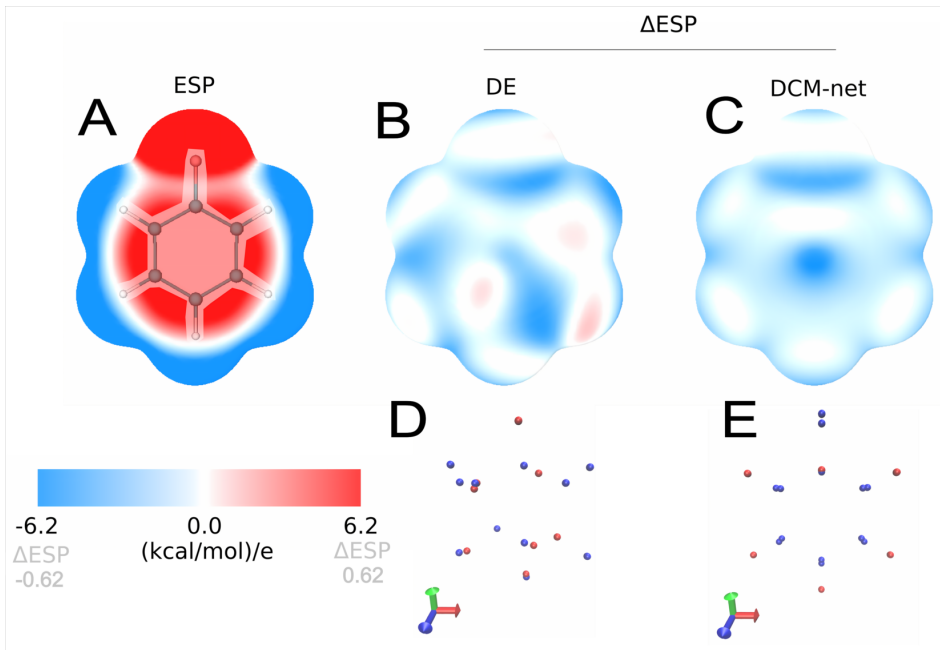 ΔESP
ESP
DE
DCM-net
A
B
C
D
E
-6.2
0.0
6.2
ΔESP
(kcal/mol)/e
ΔESP
-0.62
0.62